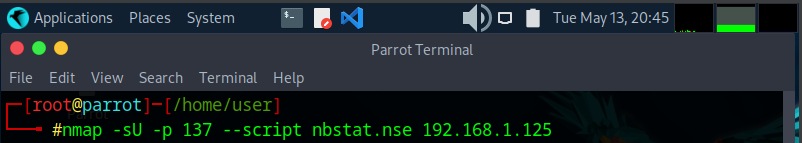 Applications Places System Tue May 13, 20:45
Parrot Terminal
File Edit View Search Terminal Help
[root@parrot]─[/home/user]
#nmap -sU -p 137 --script nbstat.nse 192.168.1.125